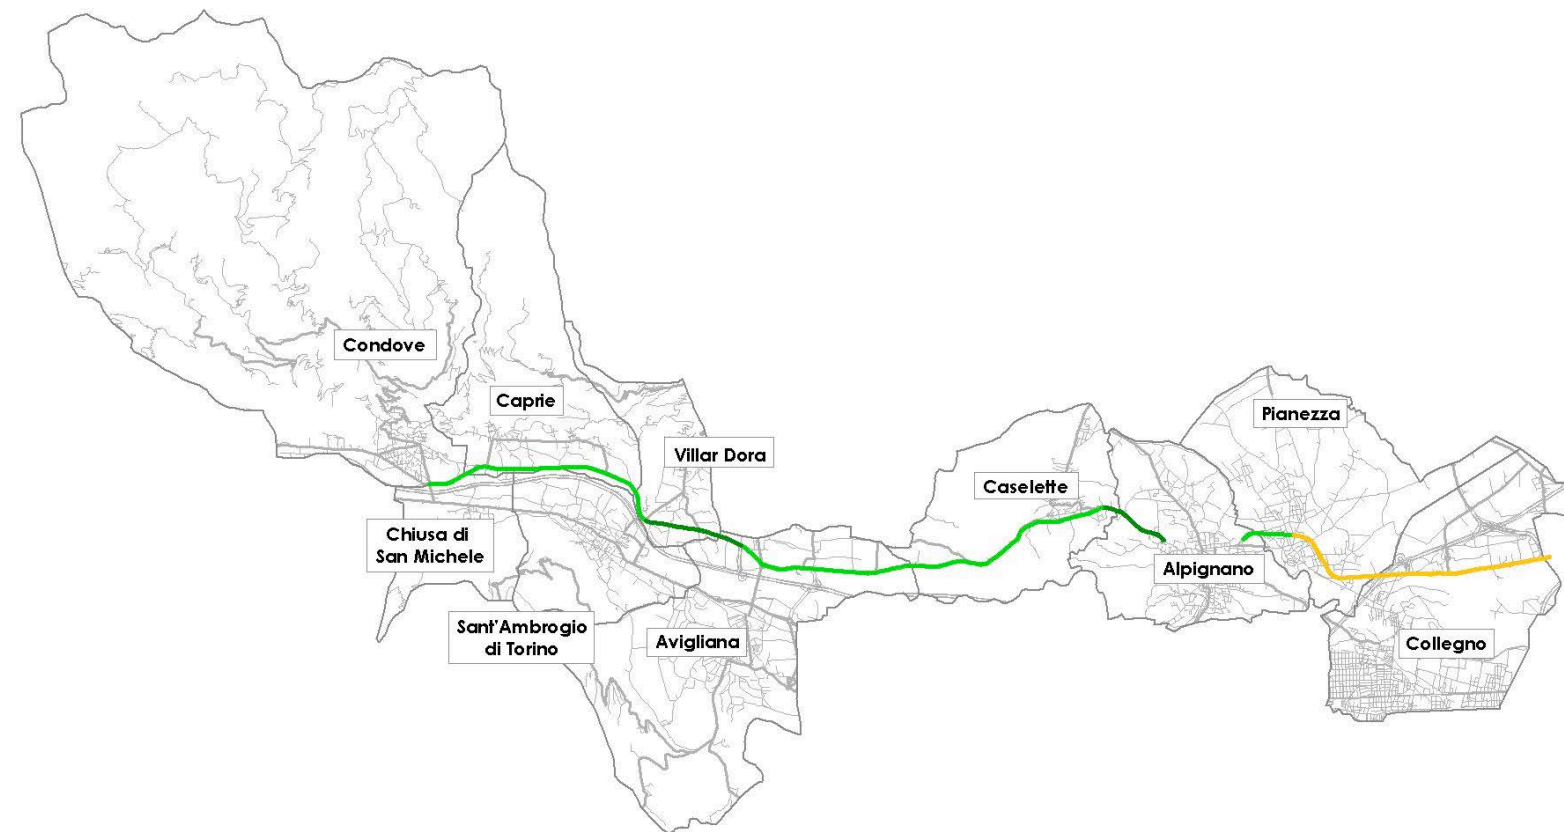 Condove
Caprie
Pianezza
Villar Dora
Caselette
Chiusa di
San Michele
Alpignano
Sant'Ambrogio
di Torino
Avigliana
Collegno